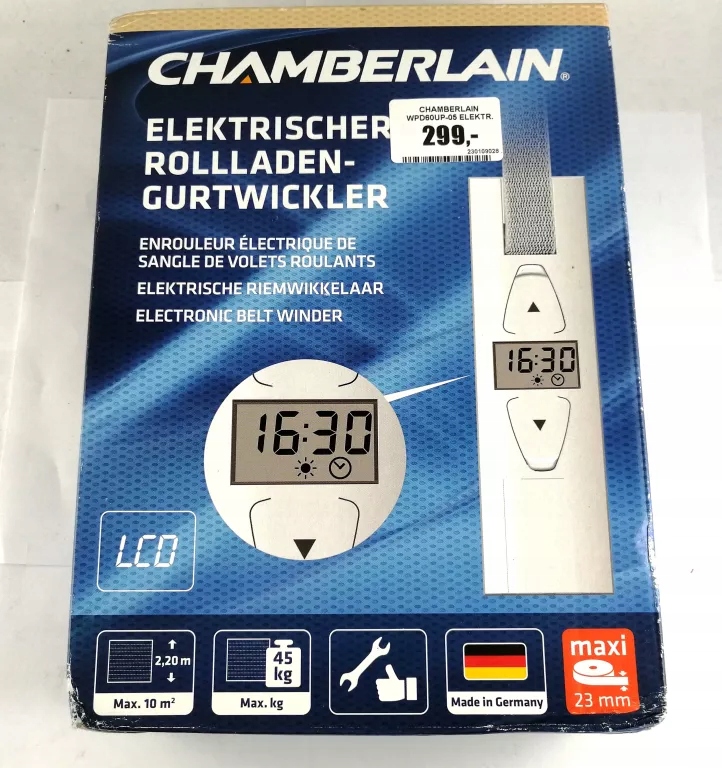 CHAMBERLAIN®
CHAMBERLAIN
WPD60UP-05 ELEKTR.
299,-
230109028
ELEKTRISCHER
ROLLLADEN-
GURTWICKLER
ENROULEUR ÉLECTRIQUE DE
SANGLE DE VOLETS ROULANTS
ELEKTRISCHE RIEMWIKKELAAR
ELECTRONIC BELT WINDER
16:30
16:30
LCD
2,20 m
Max. 10 m²
45
kg
Max. kg
Made in Germany
maxi
23 mm